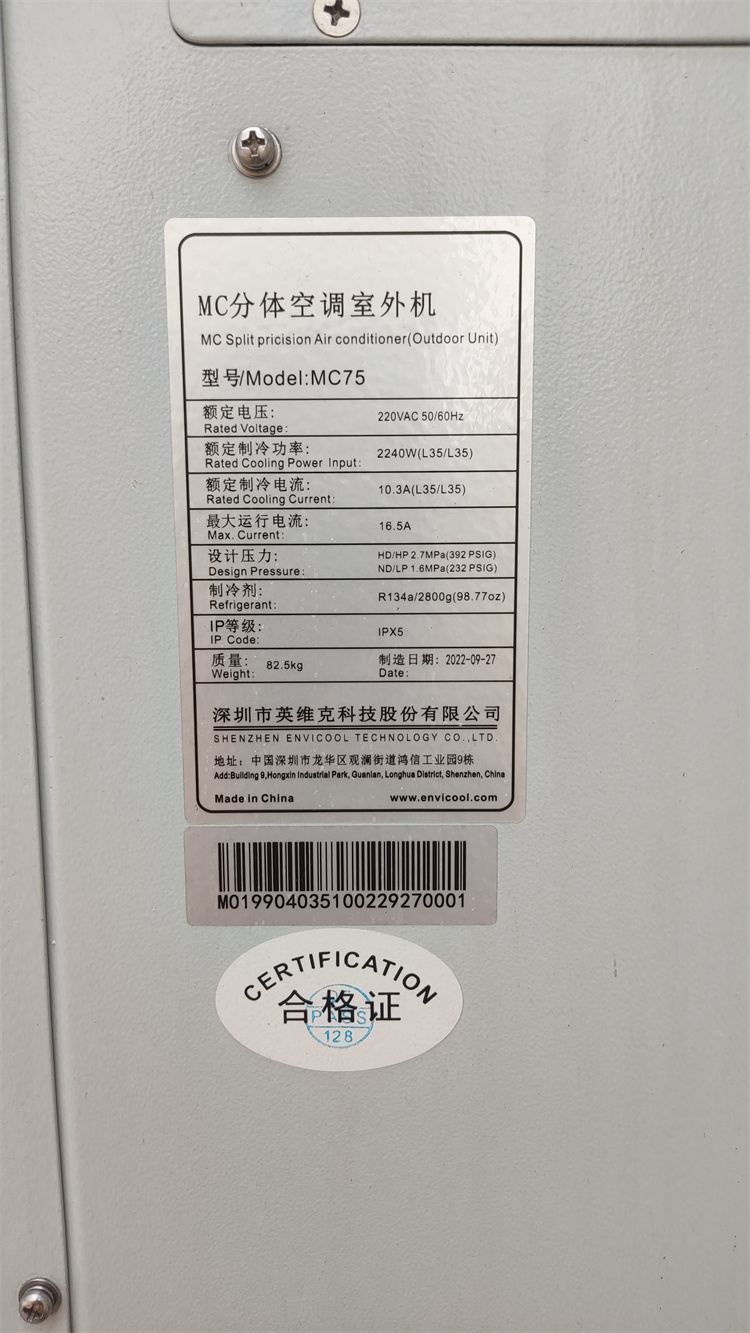 MC分体空调室外机
MC Split pricision Air conditioner(Outdoor Unit)
型号/Model:MC75
额定电压: 220VAC 50/60Hz
Rated Voltage:
额定制冷功率: 2240W(L35/L35)
Rated Cooling Power Input:
额定制冷电流: 10.3A(L35/L35)
Rated Cooling Current:
最大运行电流: 16.5A
Max. Current:
设计压力: HD/HP 2.7MPa(392 PSIG)
Design Pressure: ND/LP 1.6MPa(232 PSIG)
制冷剂: R134a/2800g(98.77oz)
Refrigerant:
IP等级: IPX5
IP Code:
质量: 82.5kg 制造日期: 2022-09-27
Weight: Date:
深圳市英维克科技股份有限公司
SHENZHEN ENVICOOL TECHNOLOGY CO.,LTD.
地址: 中国深圳市龙华区观澜街道鸿信工业园9栋
Add:Building 9,Hongxin Industrial Park, Guanlan, Longhua District, Shenzhen, China
Made in China www.envicool.com
M019904035100229270001
CERTIFICATION
合格证
PASS
128